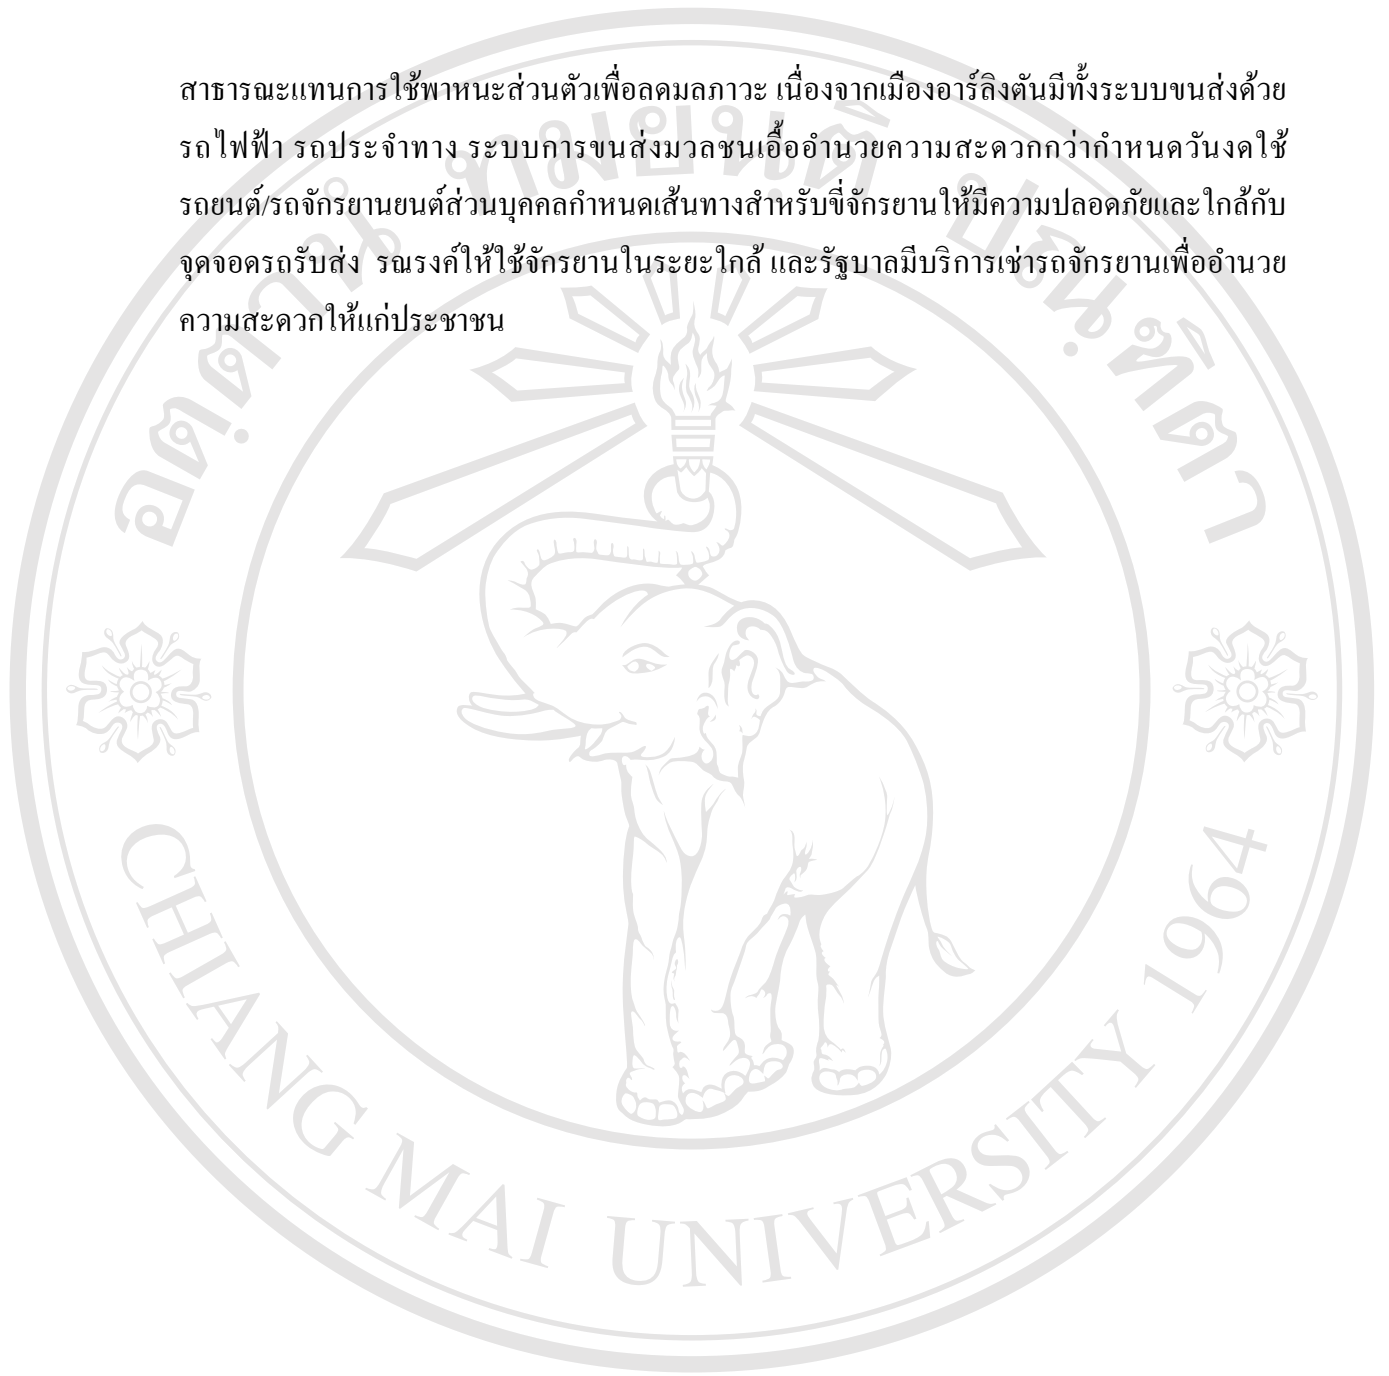 สาธารณะแทนการใช้พาหนะส่วนตัวเพื่อลดมลภาวะ เนื่องจากเมืองอาร์ลิงตันมีทั้งระบบขนส่งด้วย
รถไฟฟ้า รถประจำทาง ระบบการขนส่งมวลชนเอื้ออำนวยความสะดวกกว่ากำหนดวันงดใช้
รถยนต์/รถจักรยานยนต์ส่วนบุคคลกำหนดเส้นทางสำหรับขี่จักรยานให้มีความปลอดภัยและใกล้กับ
จุดจอดรถรับส่ง รณรงค์ให้ใช้จักรยานในระยะใกล้ และรัฐบาลมีบริการเช่ารถจักรยานเพื่ออำนวย
ความสะดวกให้แก่ประชาชน
อตฺตานํ ทมยนฺติ ปณฺฑิตา
CHIANG MAI UNIVERSITY 1964